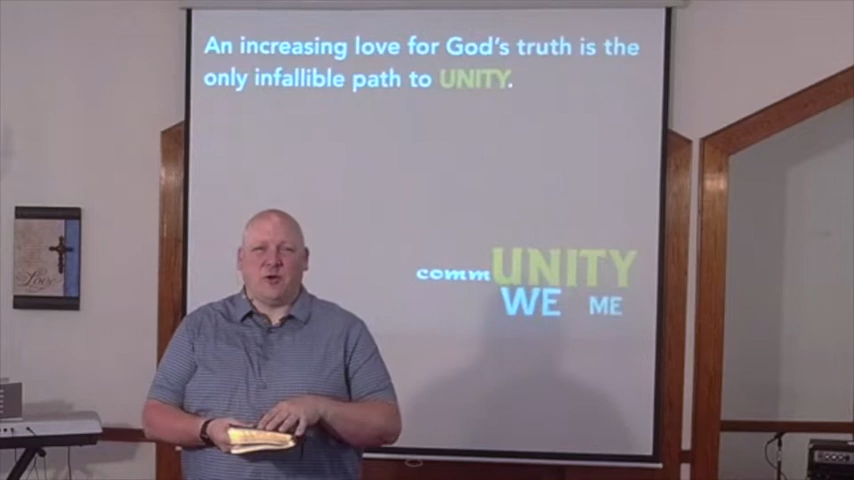 An increasing love for God's truth is the
only infallible path to UNITY.
commUNITY
WE ME
Love